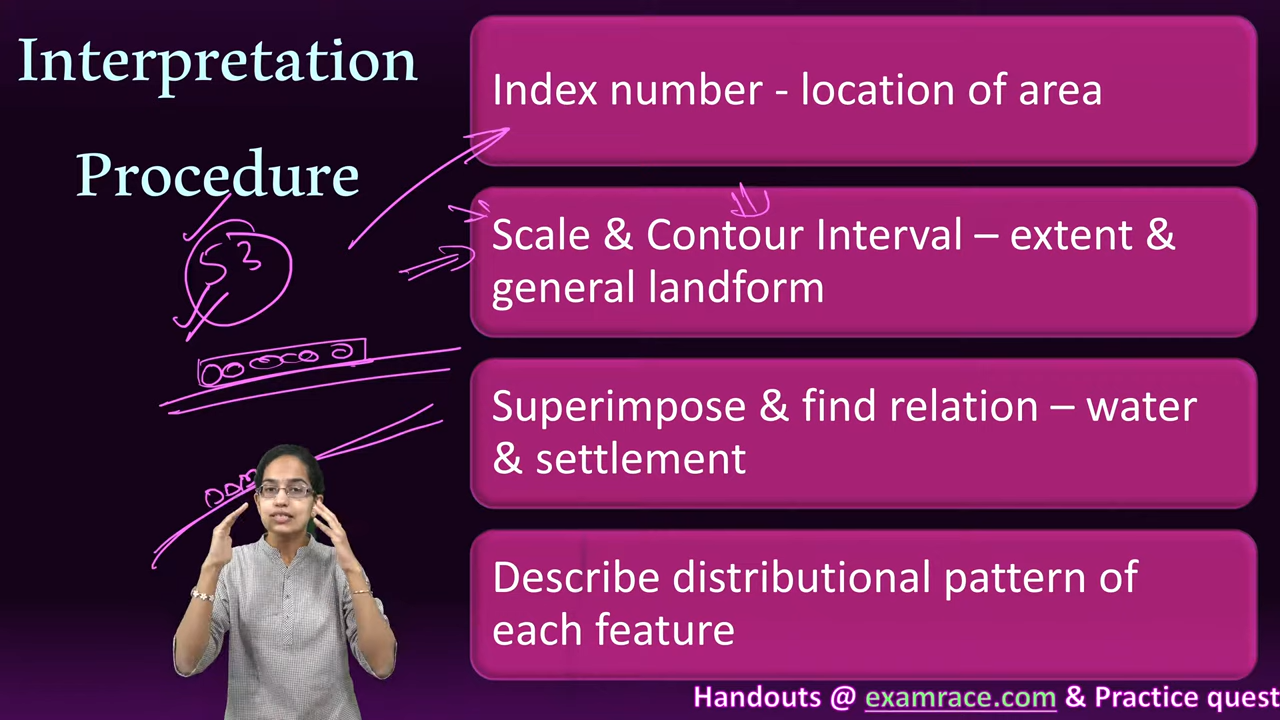 Interpretation
Procedure
53
Index number - location of area
Scale & Contour Interval – extent &
general landform
Superimpose & find relation – water
& settlement
Describe distributional pattern of
each feature
Handouts @ examrace.com & Practice quest